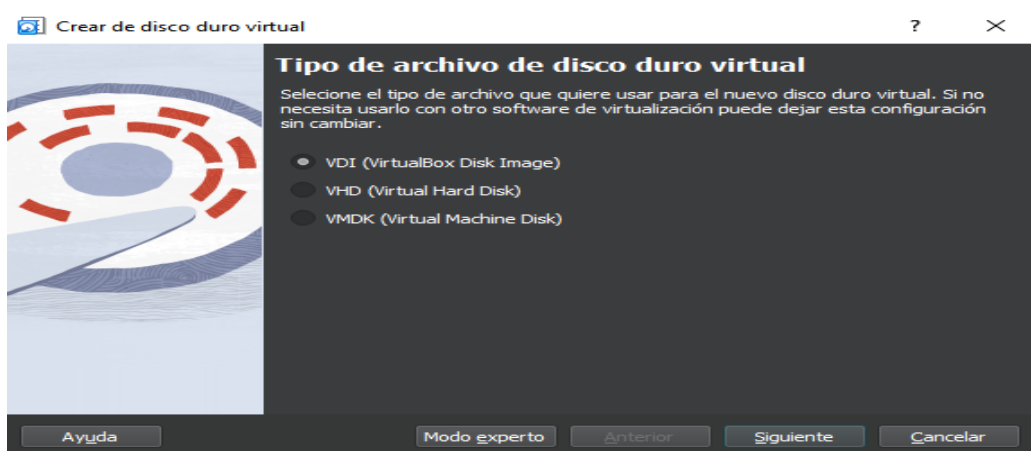 Crear de disco duro virtual
?
Tipo de archivo de disco duro virtual
Selecione el tipo de archivo que quiere usar para el nuevo disco duro virtual. Si no
necesita usarlo con otro software de virtualización puede dejar esta configuración
sin cambiar.
VDI (VirtualBox Disk Image)
VHD (Virtual Hard Disk)
VMDK (Virtual Machine Disk)
Ayuda Modo experto Anterior Siguiente Cancelar